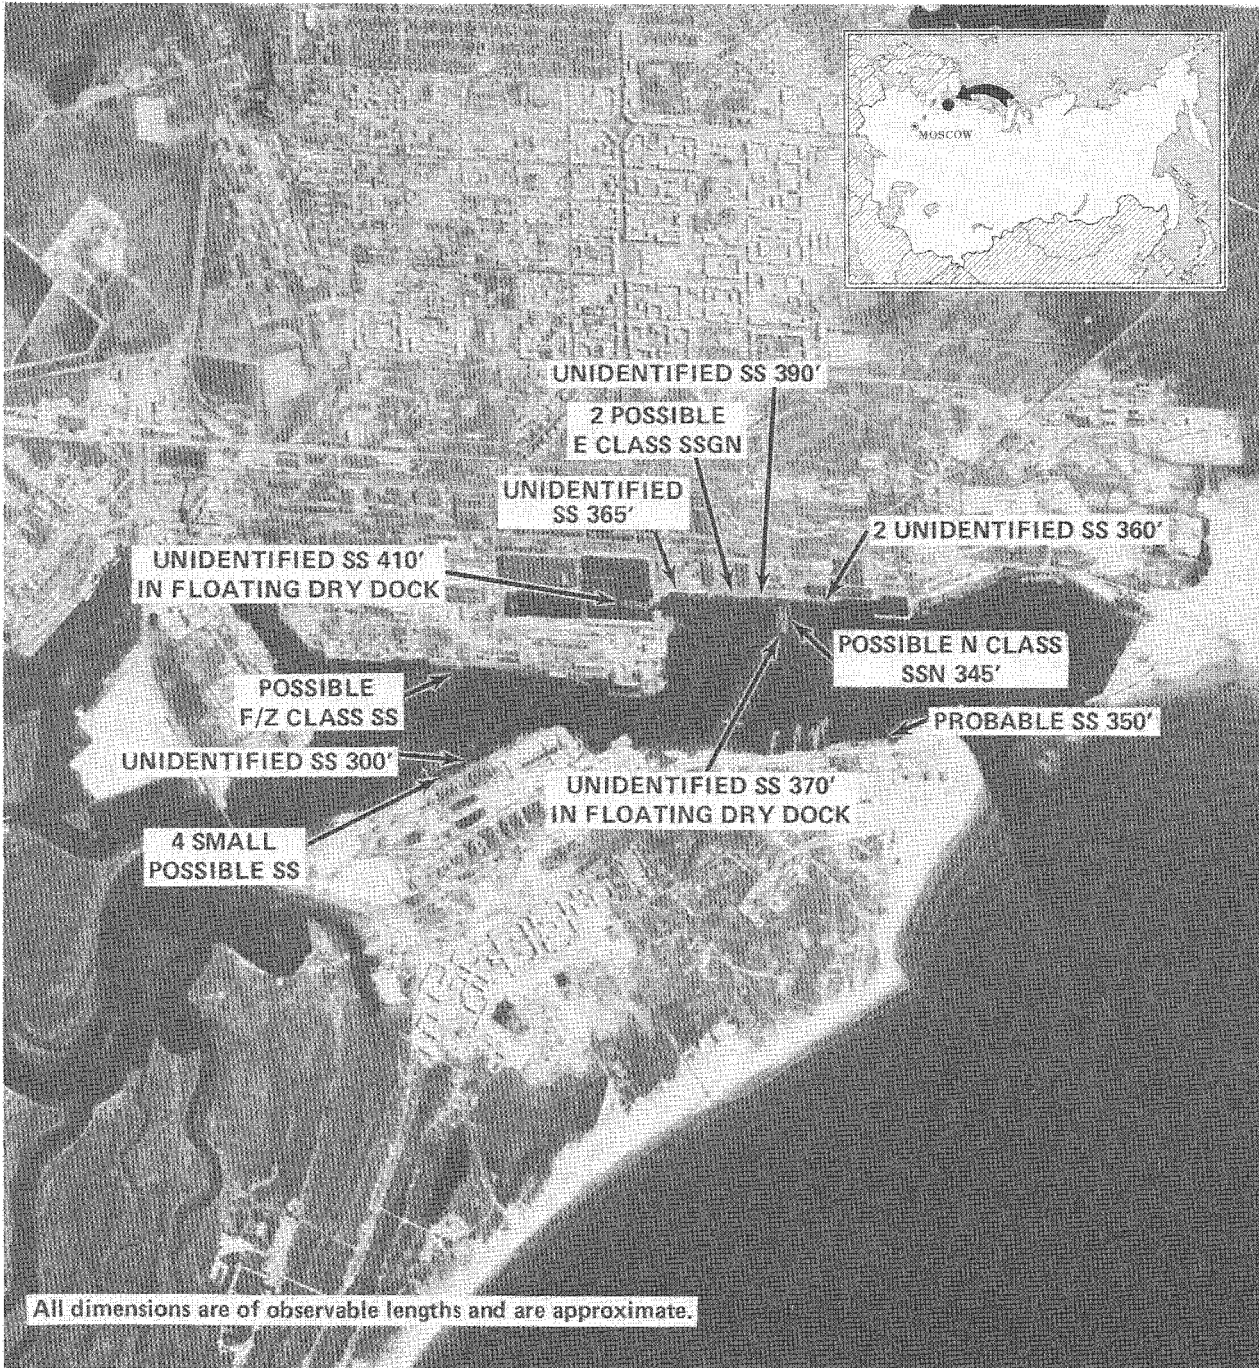 MOSCOW
UNIDENTIFIED SS 390'
2 POSSIBLE
E CLASS SSGN
UNIDENTIFIED
SS 365'
2 UNIDENTIFIED SS 360'
UNIDENTIFIED SS 410'
IN FLOATING DRY DOCK
POSSIBLE N CLASS
SSN 345'
POSSIBLE
F/Z CLASS SS
PROBABLE SS 350'
UNIDENTIFIED SS 300'
UNIDENTIFIED SS 370'
IN FLOATING DRY DOCK
4 SMALL
POSSIBLE SS
All dimensions are of observable lengths and are approximate.